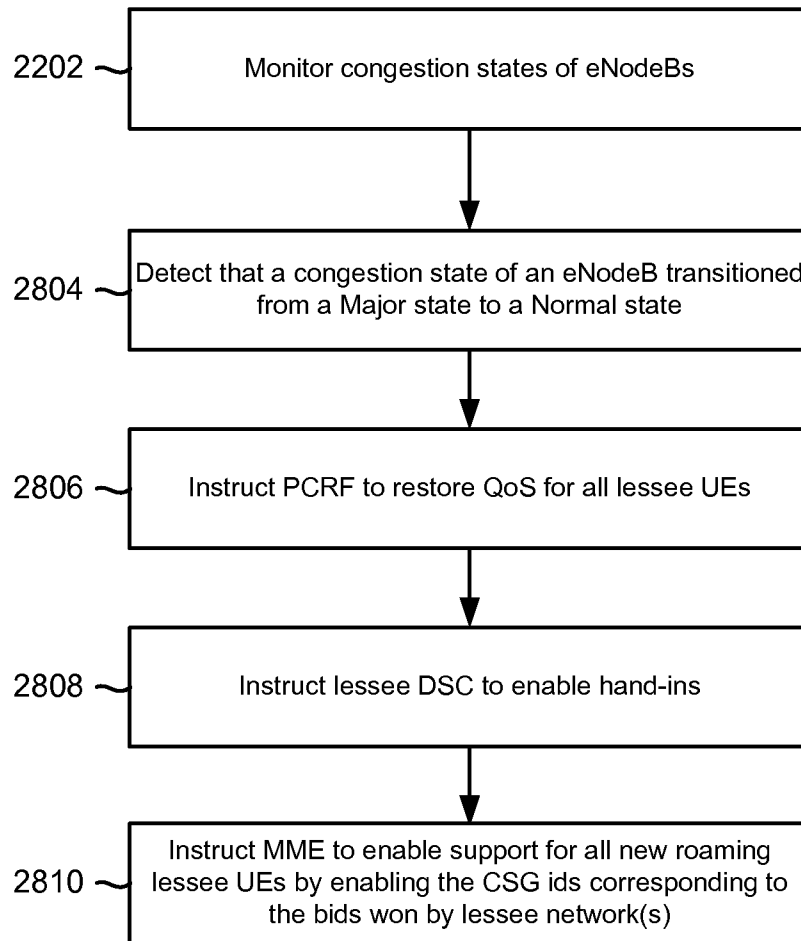 2202
Monitor congestion states of eNodeBs
2804
Detect that a congestion state of an eNodeB transitioned
from a Major state to a Normal state
2806
Instruct PCRF to restore QoS for all lessee UEs
2808
Instruct lessee DSC to enable hand-ins
2810
Instruct MME to enable support for all new roaming
lessee UEs by enabling the CSG ids corresponding to
the bids won by lessee network(s)